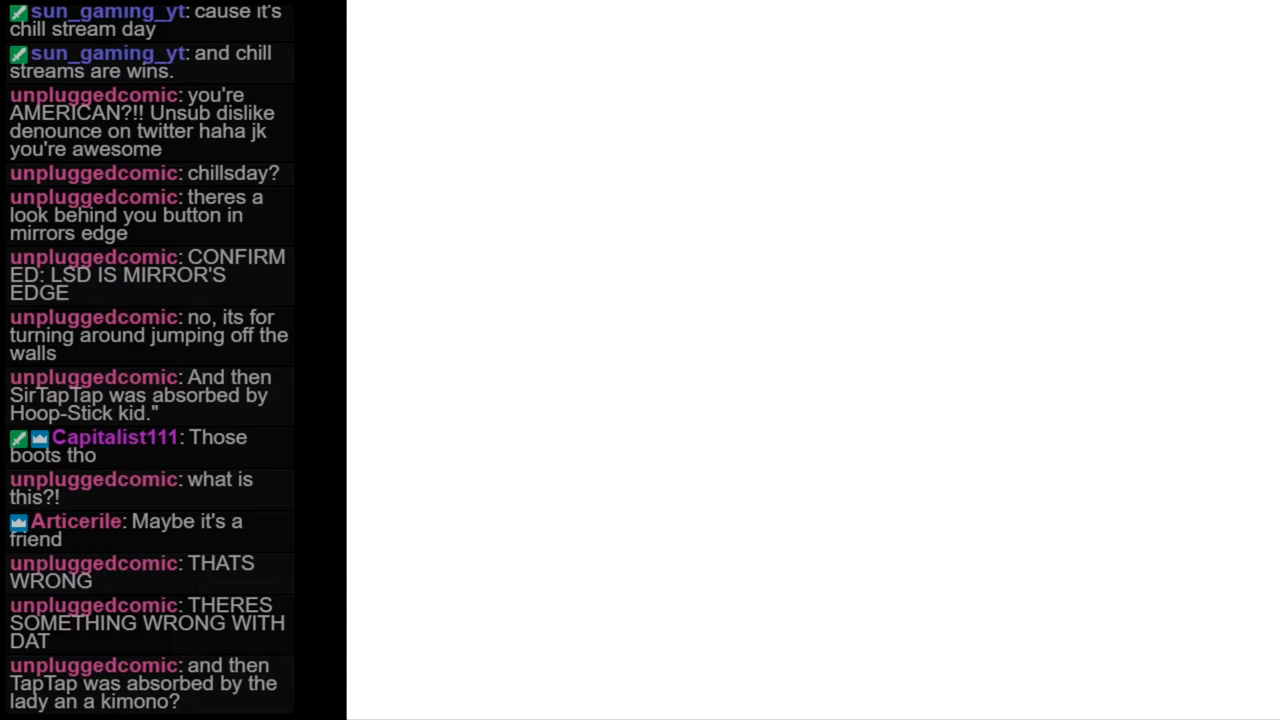 sun_gaming_yt: cause it's
chill stream day
sun_gaming_yt: and chill
streams are wins.
unpluggedcomic: you're
AMERICAN?!! Unsub dislike
denounce on twitter haha jk
you're awesome
unpluggedcomic: chillsday?
unpluggedcomic: theres a
look behind you button in
mirrors edge
unpluggedcomic: CONFIRM
ED: LSD IS MIRROR'S
EDGE
unpluggedcomic: no, its for
turning around jumping off the
walls
unpluggedcomic: And then
SirTapTap was absorbed by
Hoop-Stick kid."
Capitalist111: Those
boots tho
unpluggedcomic: what is
this?!
Articerile: Maybe it's a
friend
unpluggedcomic: THATS
WRONG
unpluggedcomic: THERES
SOMETHING WRONG WITH
DAT
unpluggedcomic: and then
TapTap was absorbed by the
lady an a kimono?